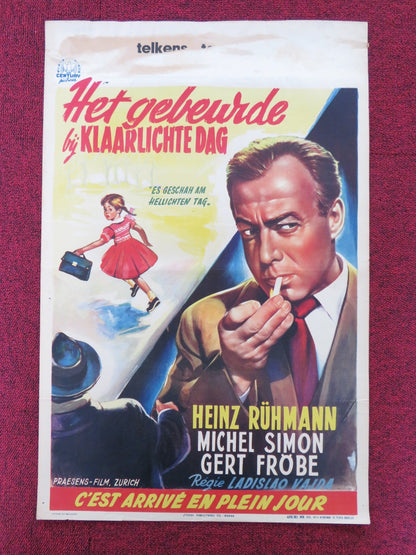 telkens
CENTURY
Het gebeurde
bij KLAARLICHTE DAG
"ES GESCHAH AM
HELLICHTEN TAG„
HEINZ RÜHMANN
MICHEL SIMON
GERT FRÖBE
Regie LADISLAO VAJDA
PRAESENS-FILM, ZURICH
C'EST ARRIVÉ EN PLEIN JOUR